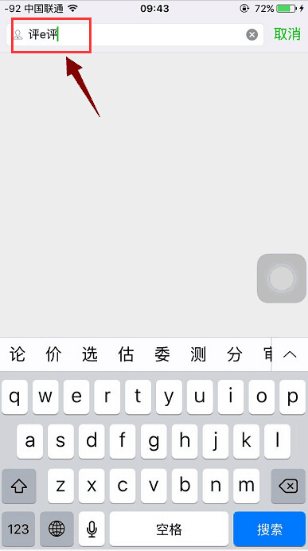 -92 中国联通 09:43 72%
评e评 取消
论 价 选 估 委 测 分
q w e r t y u i o p
a s d f g h j k l
z x c v b n m
123 空格 搜索